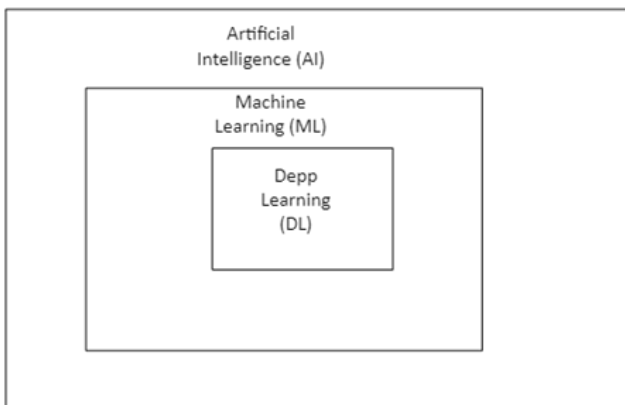 Artificial
Intelligence (AI)
Machine
Learning (ML)
Depp
Learning
(DL)